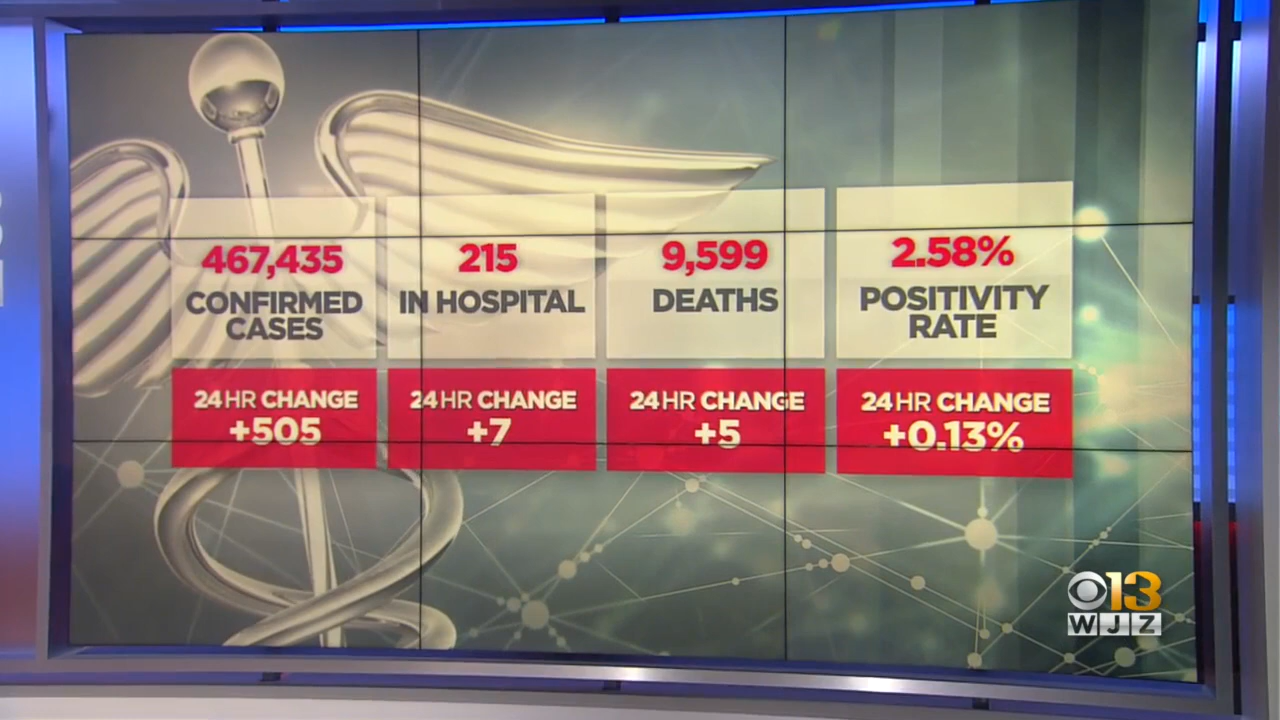 467,435
CONFIRMED
CASES
24HR CHANGE
+505
215
IN HOSPITAL
24HR CHANGE
+7
9,599
DEATHS
24HR CHANGE
+5
2.58%
POSITIVITY
RATE
24HR CHANGE
+0.13%
13
WJZ